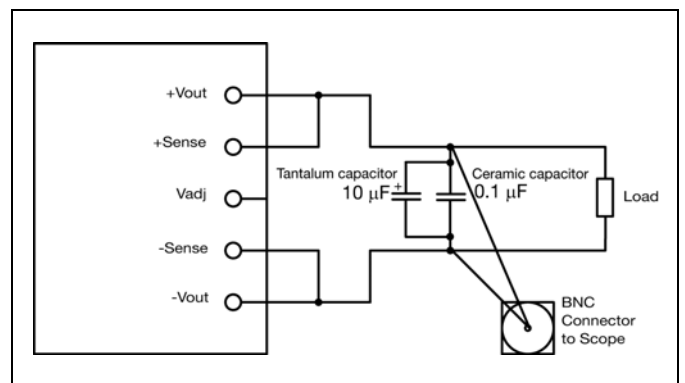 +Vout
+Sense
Vadj
-Sense
-Vout
Tantalum capacitor
10 µF
+
Ceramic capacitor
0.1 µF
Load
BNC
Connector
to Scope